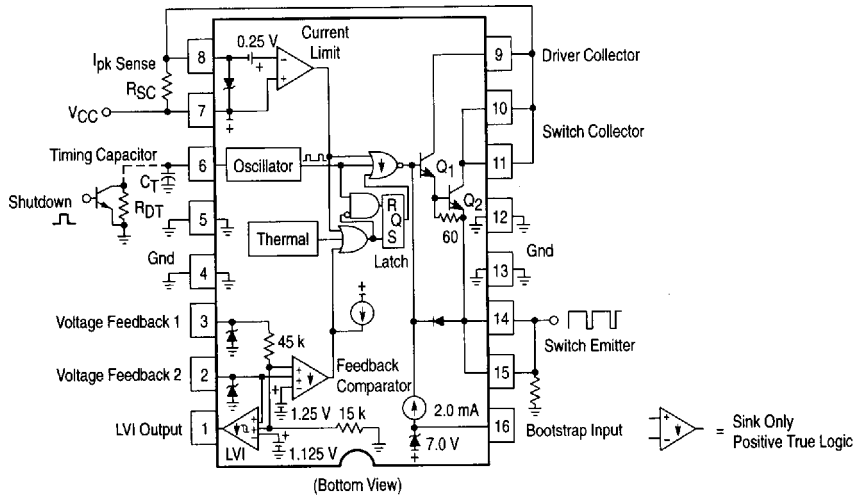 Ipk Sense
RSC
VCC
Timing Capacitor
CT
RDT
Shutdown
Gnd
Voltage Feedback 1
Voltage Feedback 2
LVI Output
8
7
6
5
4
3
2
1
0.25 V
+
Current
Limit
-
+
+
Oscillator
Thermal
R
Q
S
Latch
Q1
Q2
60
+
45 k
+
+
-
Feedback
Comparator
+
1.25 V
15 k
+
1.125 V
LVI
2.0 mA
7.0 V
+
(Bottom View)
9
10
11
12
13
14
15
16
Driver Collector
Switch Collector
Gnd
Switch Emitter
Bootstrap Input
+
-
= Sink Only
Positive True Logic